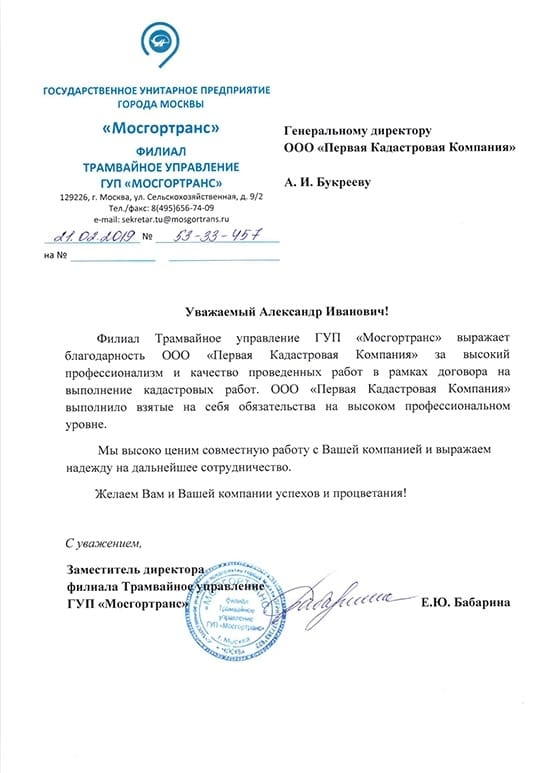 ГОСУДАРСТВЕННОЕ УНИТАРНОЕ ПРЕДПРИЯТИЕ
ГОРОДА МОСКВЫ
«Мосгортранс»
ФИЛИАЛ
ТРАМВАЙНОЕ УПРАВЛЕНИЕ
ГУП «МОСГОРТРАНС»
129226, г. Москва, ул. Сельскохозяйственная, д. 9/2
Тел./факс: 8(495)656-74-09
e-mail: sekretar.tu@mosgortrans.ru
21.02.2019 № 53-33-457
на №
Генеральному директору
ООО «Первая Кадастровая Компания»
А. И. Букрееву
Уважаемый Александр Иванович!
Филиал Трамвайное управление ГУП «Мосгортранс» выражает
благодарность ООО «Первая Кадастровая Компания» за высокий
профессионализм и качество проведенных работ в рамках договора на
выполнение кадастровых работ. ООО «Первая Кадастровая Компания»
выполнило взятые на себя обязательства на высоком профессиональном
уровне.
Мы высоко ценим совместную работу с Вашей компанией и выражаем
надежду на дальнейшее сотрудничество.
Желаем Вам и Вашей компании успехов и процветания!
С уважением,
Заместитель директора
филиала Трамвайное управление
ГУП «Мосгортранс»
Е.Ю. Бабарина
«МОСГОРТРАНС»
филиал
Трамвайное
управление
ГУП «Мосгортранс»
г. Москва